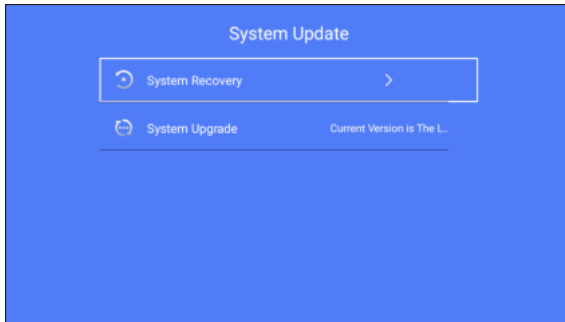 System Update
System Recovery
System Upgrade Current Version is The L..